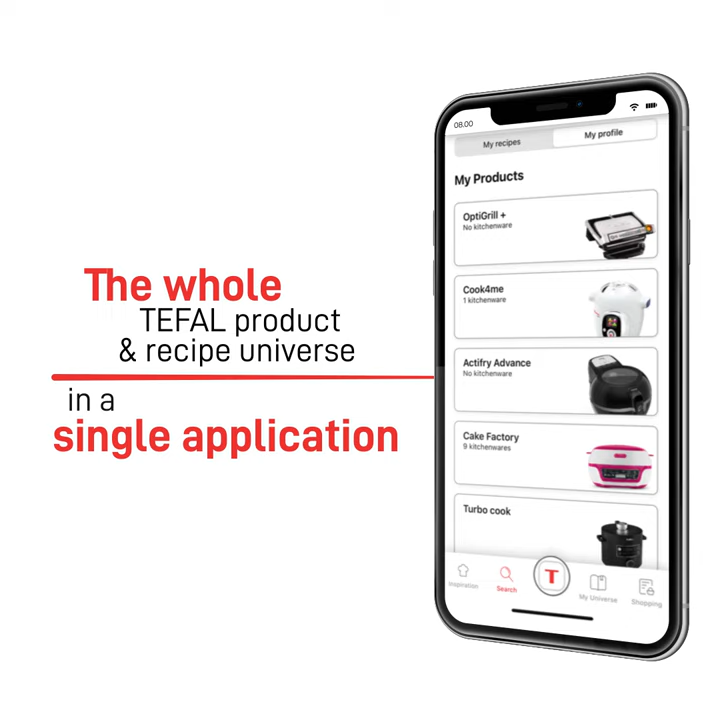 The whole
TEFAL product
& recipe universe
in a
single application
08.00
My recipes
My profile
My Products
OptiGrill +
No kitchenware
Cook4me
1 kitchenware
Actifry Advance
No kitchenware
Cake Factory
9 kitchenwares
Turbo cook
Inspiration
Search
T
My Universe
Shopping